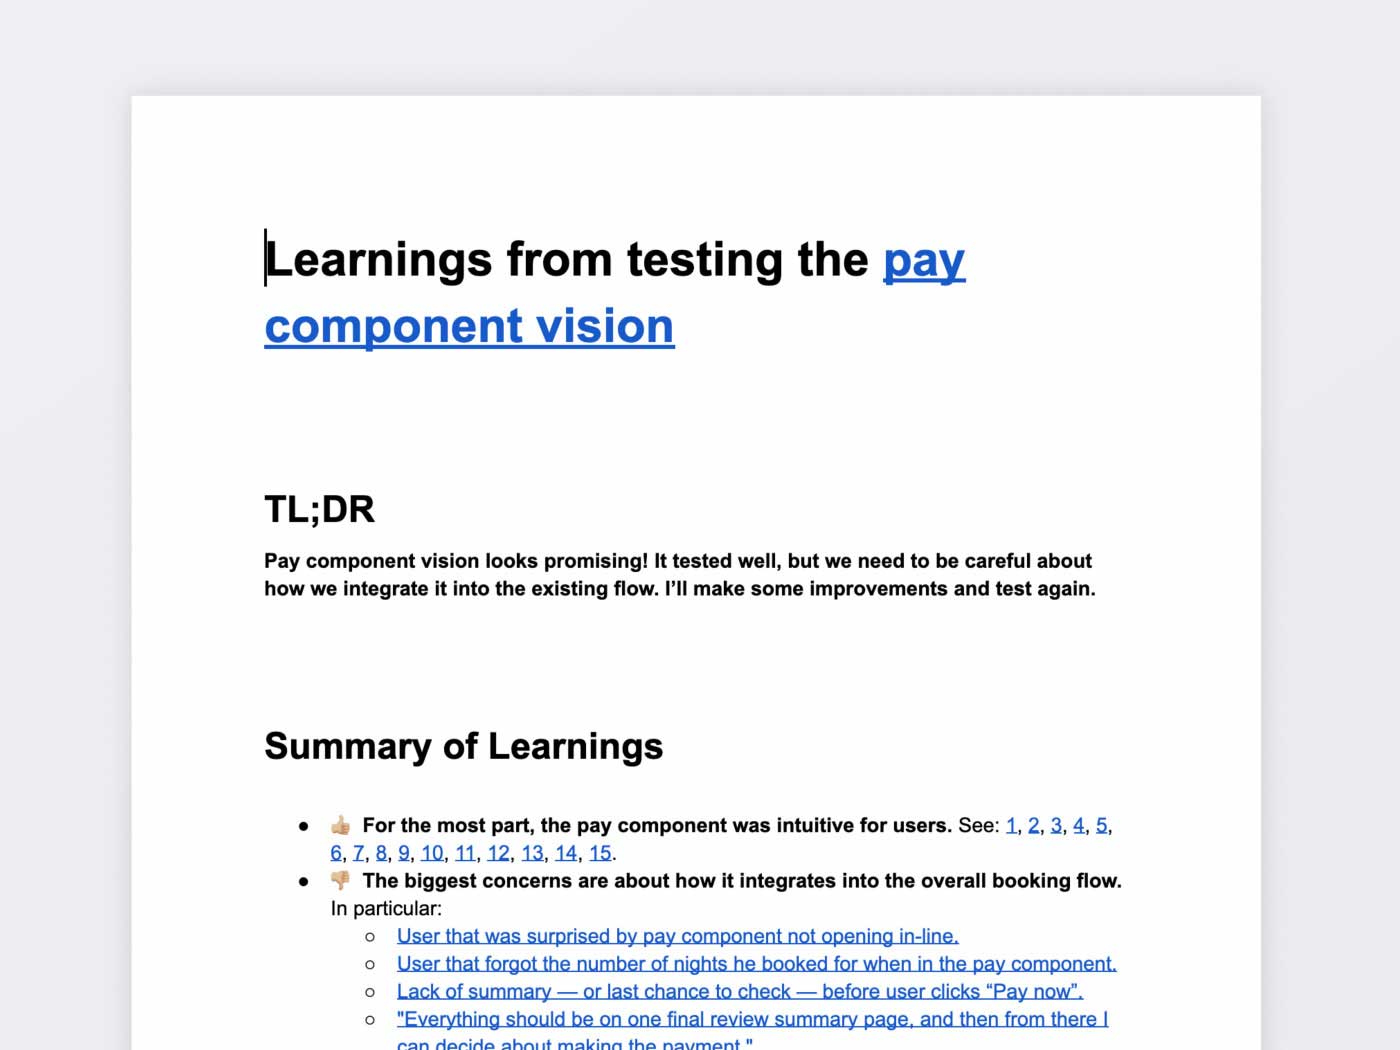 Learnings from testing the pay
component vision
TL;DR
Pay component vision looks promising! It tested well, but we need to be careful about
how we integrate it into the existing flow. I’ll make some improvements and test again.
Summary of Learnings
● 👍🏼 For the most part, the pay component was intuitive for users. See: 1, 2, 3, 4, 5,
6, 7, 8, 9, 10, 11, 12, 13, 14, 15.
● 👎🏼 The biggest concerns are about how it integrates into the overall booking flow.
In particular:
○ User that was surprised by pay component not opening in-line.
○ User that forgot the number of nights he booked for when in the pay component.
○ Lack of summary — or last chance to check — before user clicks “Pay now”.
○ "Everything should be on one final review summary page, and then from there I
can decide about making the payment."